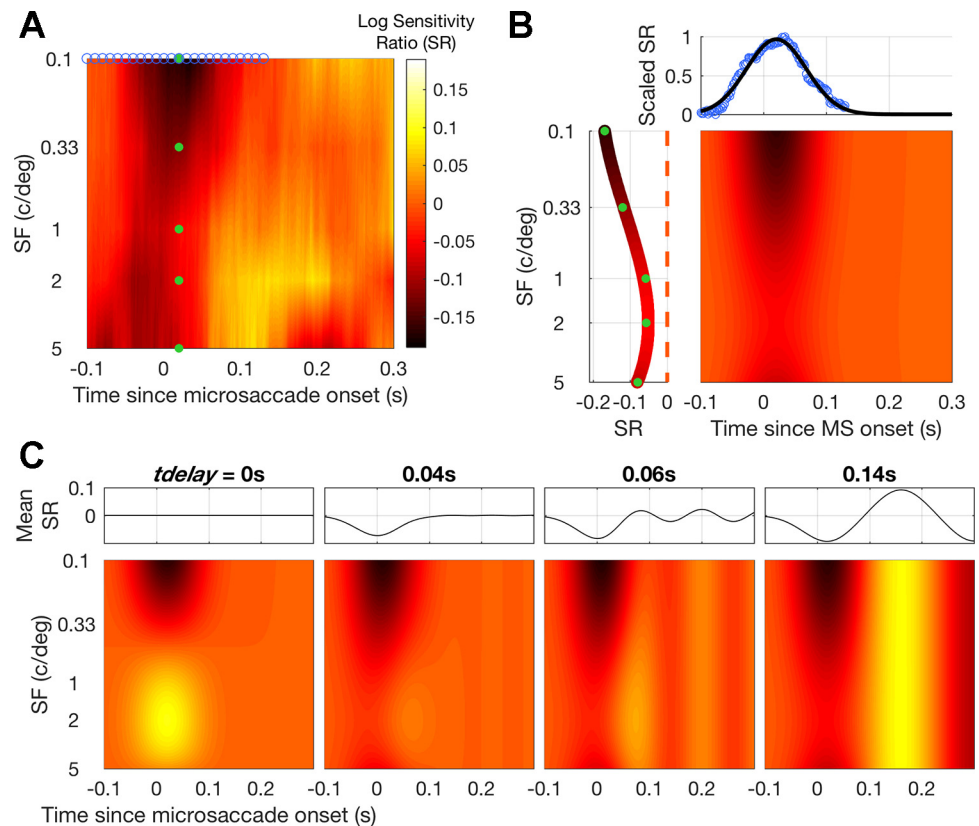 A
Log Sensitivity
Ratio (SR)
0.1
0.33
1
2
5
SF (c/deg)
-0.1
0
0.1
0.2
0.3
Time since microsaccade onset (s)
0.15
0.1
0.05
0
-0.05
-0.1
-0.15
B
Scaled SR
1
0.5
0
0.1
0.33
1
2
5
SF (c/deg)
-0.2
-0.1
0
SR
-0.1
0
0.1
0.2
0.3
Time since MS onset (s)
C
tdelay = 0s
0.04s
0.06s
0.14s
Mean
SR
0.1
0
0.1
0.33
1
2
5
SF (c/deg)
-0.1 0 0.1 0.2 -0.1 0 0.1 0.2 -0.1 0 0.1 0.2 -0.1 0 0.1 0.2 0.3
Time since microsaccade onset (s)